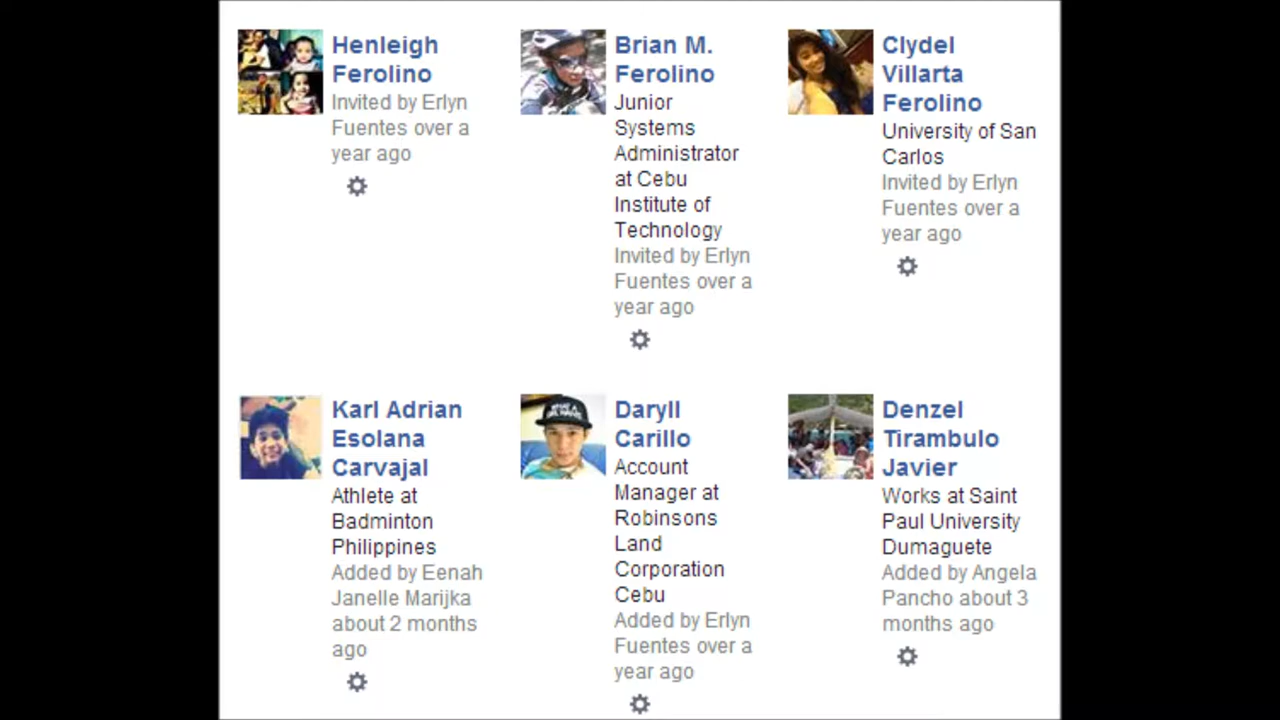 Henleigh
Ferolino
Invited by Erlyn
Fuentes over a
year ago
Brian M.
Ferolino
Junior
Systems
Administrator
at Cebu
Institute of
Technology
Invited by Erlyn
Fuentes over a
year ago
Clydel
Villarta
Ferolino
University of San
Carlos
Invited by Erlyn
Fuentes over a
year ago
Karl Adrian
Esolana
Carvajal
Athlete at
Badminton
Philippines
Added by Eenah
Janelle Marijka
about 2 months
ago
Daryll
Carillo
Account
Manager at
Robinsons
Land
Corporation
Cebu
Added by Erlyn
Fuentes over a
year ago
Denzel
Tirambulo
Javier
Works at Saint
Paul University
Dumaguete
Added by Angela
Pancho about 3
months ago